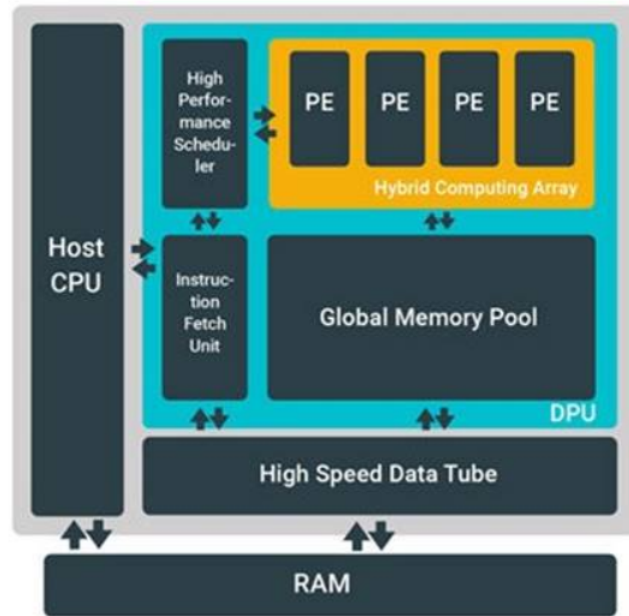 High
Perfor-
mance
Schedu-
ler
PE PE PE PE
Hybrid Computing Array
Host
CPU
Instruc-
tion
Fetch
Unit
Global Memory Pool
DPU
High Speed Data Tube
RAM